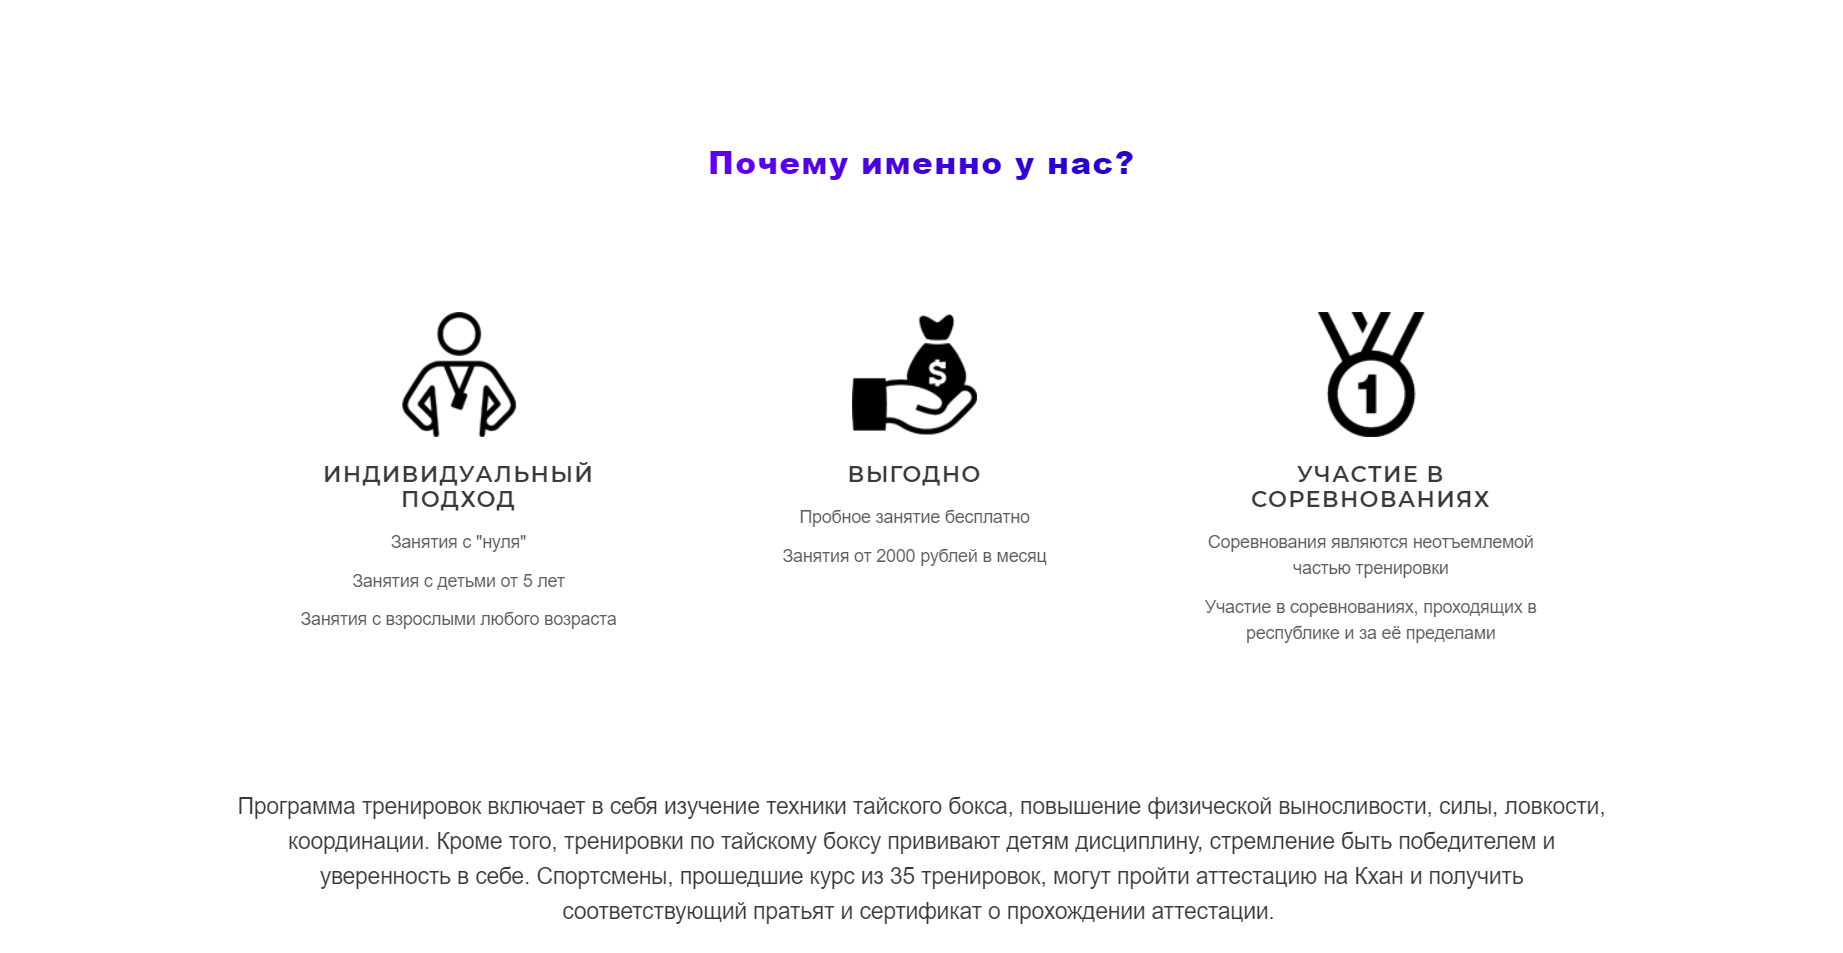 Почему именно у нас?
ИНДИВИДУАЛЬНЫЙ
ПОДХОД
Занятия с "нуля"
Занятия с детьми от 5 лет
Занятия с взрослыми любого возраста
$
ВЫГОДНО
Пробное занятие бесплатно
Занятия от 2000 рублей в месяц
1
УЧАСТИЕ В
СОРЕВНОВАНИЯХ
Соревнования являются неотъемлемой
частью тренировки
Участие в соревнованиях, проходящих в
республике и за её пределами
Программа тренировок включает в себя изучение техники тайского бокса, повышение физической выносливости, силы, ловкости,
координации. Кроме того, тренировки по тайскому боксу прививают детям дисциплину, стремление быть победителем и
уверенность в себе. Спортсмены, прошедшие курс из 35 тренировок, могут пройти аттестацию на Кхан и получить
соответствующий пратьят и сертификат о прохождении аттестации.